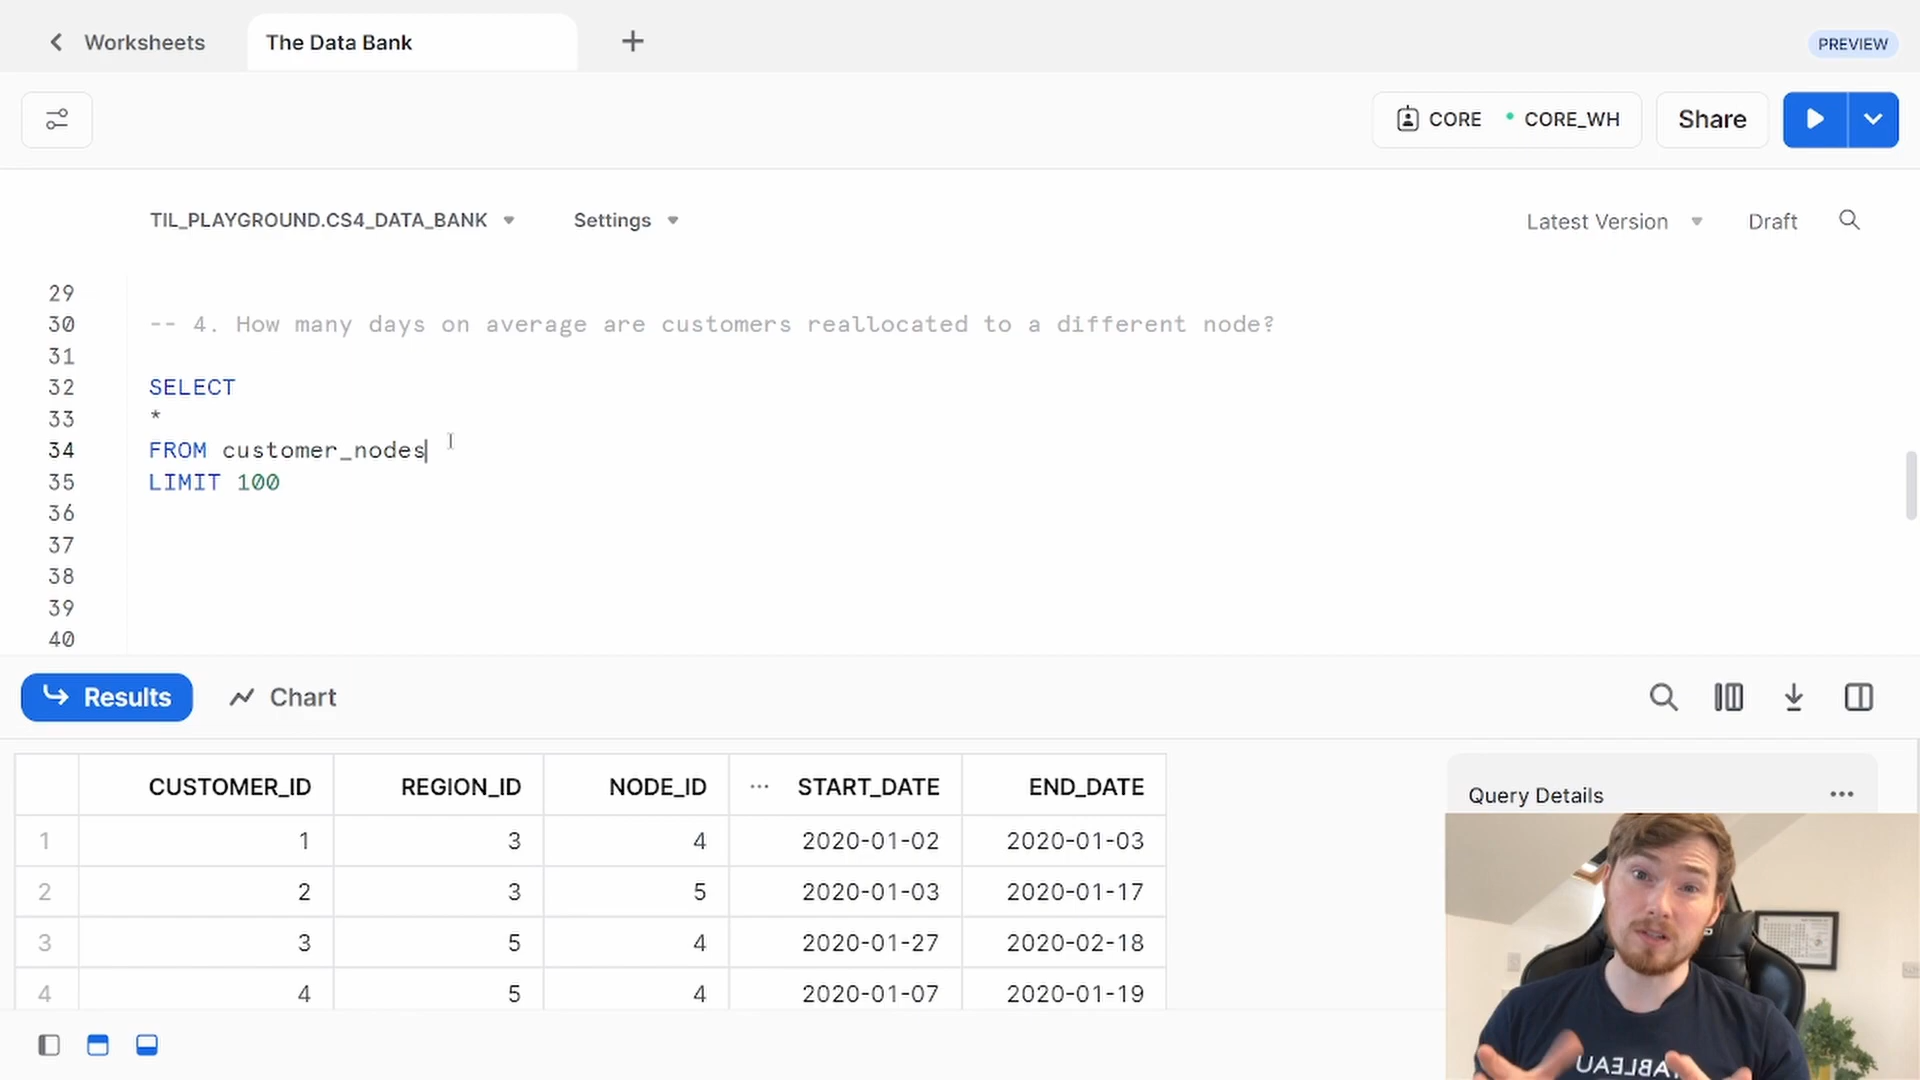 Worksheets The Data Bank PREVIEW
CORE CORE_WH Share
TIL_PLAYGROUND.CS4_DATA_BANK Settings Latest Version Draft
29
30 -- 4. How many days on average are customers reallocated to a different node?
31
32 SELECT
33 *
34 FROM customer_nodes
35 LIMIT 100
36
37
38
39
40
Results Chart
CUSTOMER_ID REGION_ID NODE_ID ... START_DATE END_DATE
1 1 3 4 2020-01-02 2020-01-03
2 2 3 5 2020-01-03 2020-01-17
3 3 5 4 2020-01-27 2020-02-18
4 4 5 4 2020-01-07 2020-01-19
Query Details ...
TABLEAU